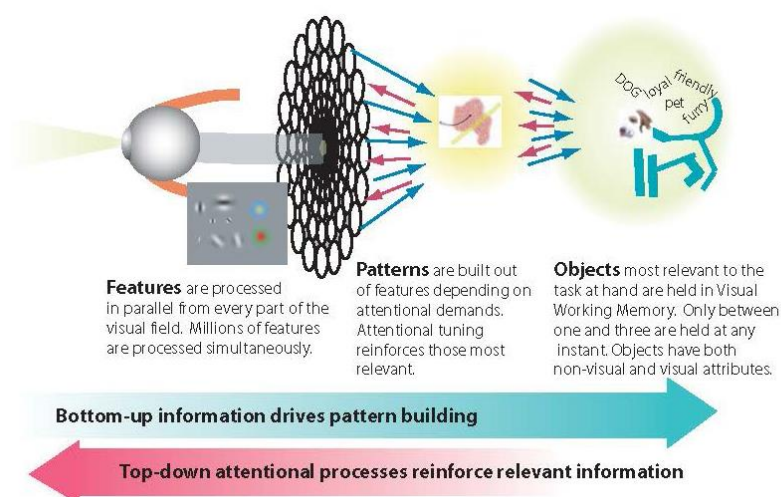 DOG loyal friendly
pet
furry
Features are processed
in parallel from every part of the
visual field. Millions of features
are processed simultaneously.
Patterns are built out
of features depending on
attentional demands.
Attentional tuning
reinforces those most
relevant.
Objects most relevant to the
task at hand are held in Visual
Working Memory. Only between
one and three are held at any
instant. Objects have both
non-visual and visual attributes.
Bottom-up information drives pattern building
Top-down attentional processes reinforce relevant information